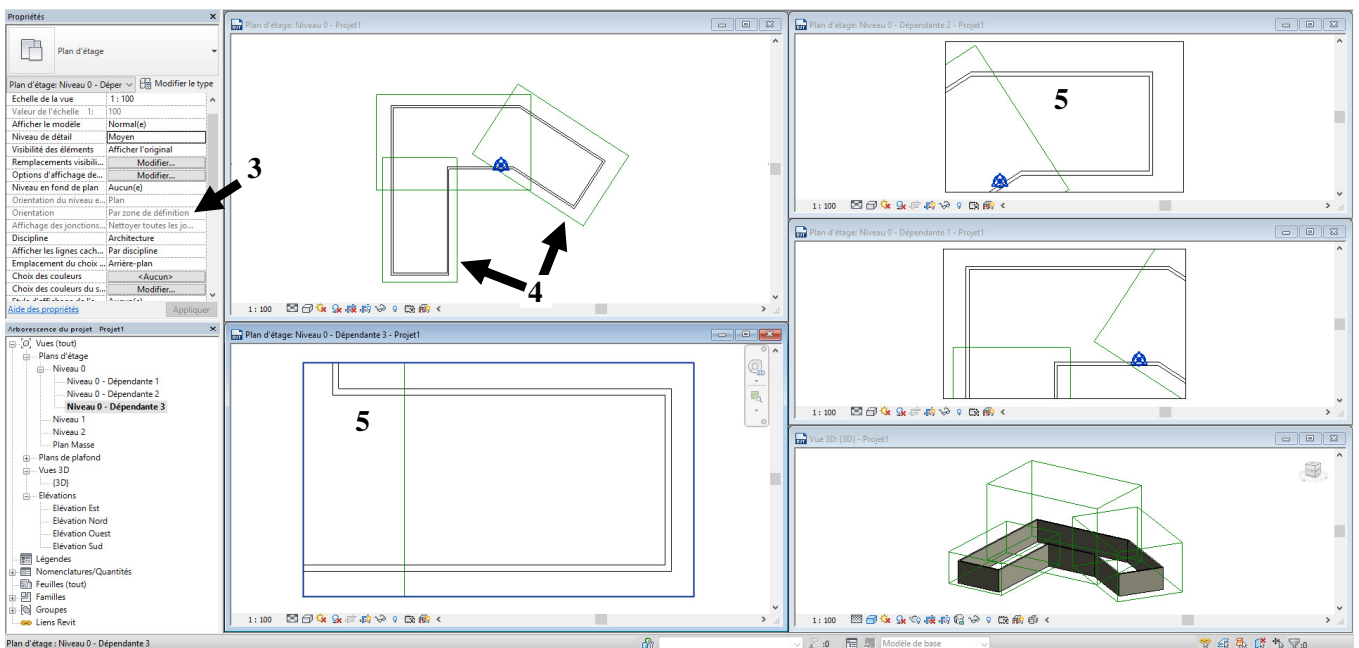 Propriétés
Plan d'étage
Plan d'étage: Niveau 0 - Déper
Modifier le type
Echelle de la vue 1 : 100
Valeur de l'échelle 1: 100
Afficher le modèle Normal(e)
Niveau de détail Moyen
Visibilité des éléments Afficher l'original
Remplacements visibili... Modifier...
Options d'affichage de... Modifier...
Niveau en fond de plan Aucun(e)
Orientation du niveau e... Plan
Orientation Par zone de définition
Affichage des jonctions... Nettoyer toutes les jo...
Discipline Architecture
Afficher les lignes cach... Par discipline
Emplacement du choix ... Arrière-plan
Choix des couleurs <Aucun>
Choix des couleurs du s... Modifier...
Aide des propriétés
Appliquer
Arborescence du projet Projet1
Vues (tout)
Plans d'étage
Niveau 0
Niveau 0 - Dépendante 1
Niveau 0 - Dépendante 2
Niveau 0 - Dépendante 3
Niveau 1
Niveau 2
Plan Masse
Plans de plafond
Vues 3D
{3D}
Elévations
Elévation Est
Elévation Nord
Elévation Ouest
Elévation Sud
Légendes
Nomenclatures/Quantités
Feuilles (tout)
Familles
Groupes
Liens Revit
Plan d'étage: Niveau 0 - Projet1
3
4
1 : 100
Plan d'étage: Niveau 0 - Dépendante 3 - Projet1
5
2D
1 : 100
Plan d'étage: Niveau 0 - Dépendante 2 - Projet1
5
1 : 100
Plan d'étage: Niveau 0 - Dépendante 1 - Projet1
1 : 100
Vue 3D: {3D} - Projet1
1 : 100
Plan d'étage : Niveau 0 - Dépendante 3
:0
Modèle de base
:0